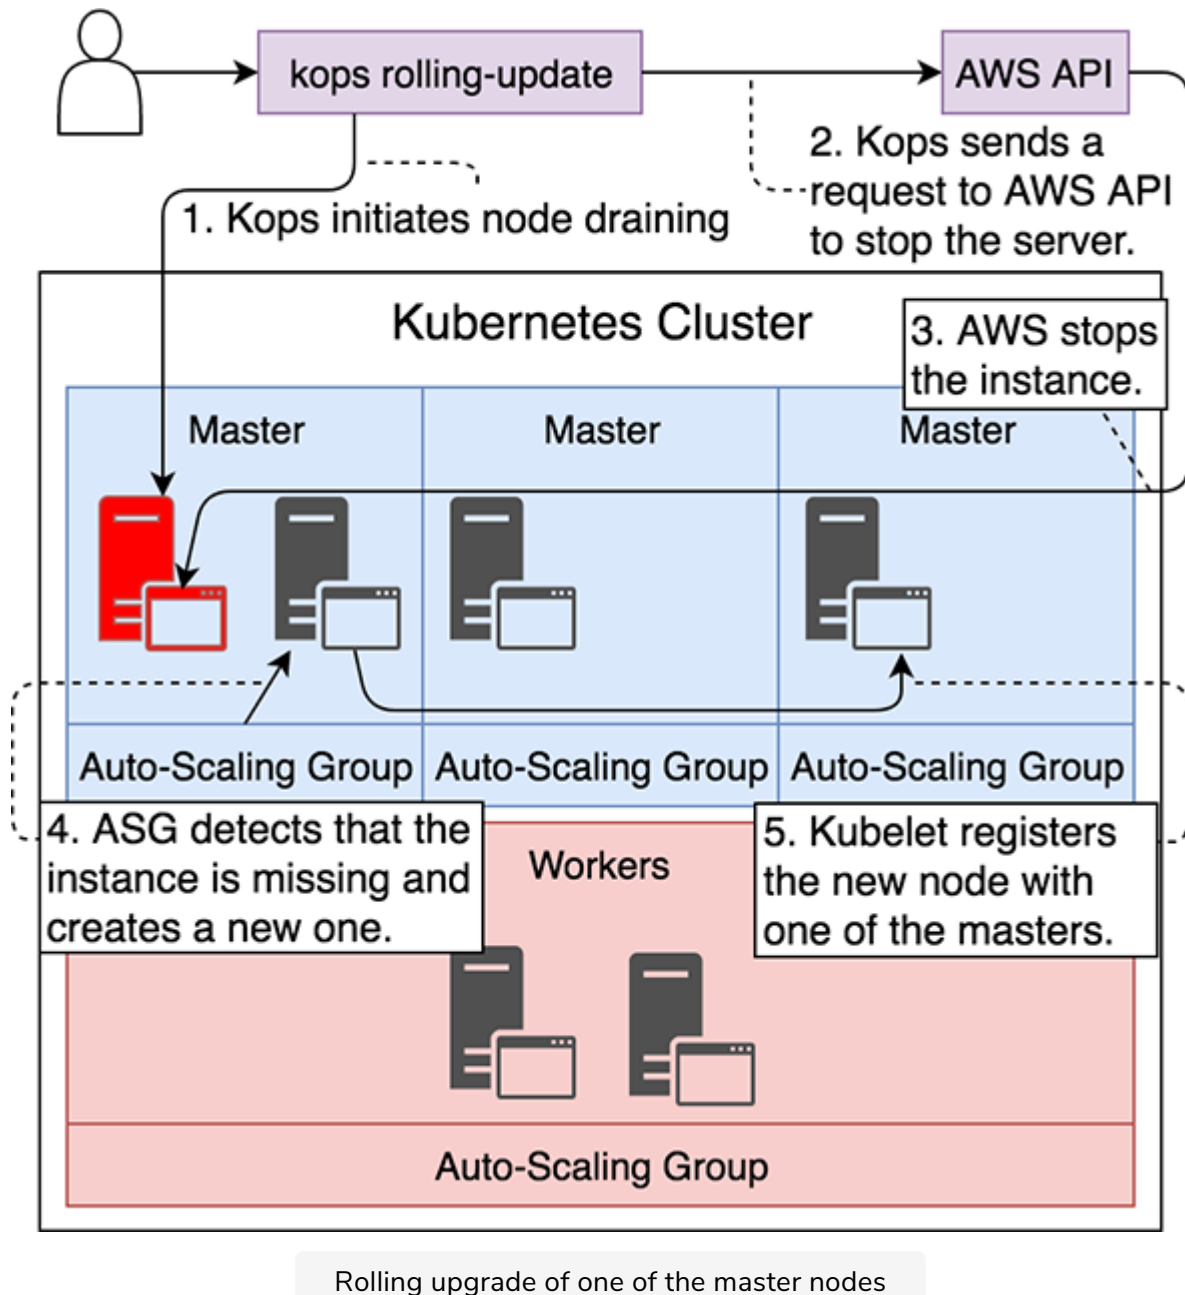 kops rolling-update
AWS API
2. Kops sends a
request to AWS API
to stop the server.
1. Kops initiates node draining
Kubernetes Cluster
3. AWS stops
the instance.
Master
Master
Master
Auto-Scaling Group
Auto-Scaling Group
Auto-Scaling Group
4. ASG detects that the
instance is missing and
creates a new one.
Workers
5. Kubelet registers
the new node with
one of the masters.
Auto-Scaling Group
Rolling upgrade of one of the master nodes